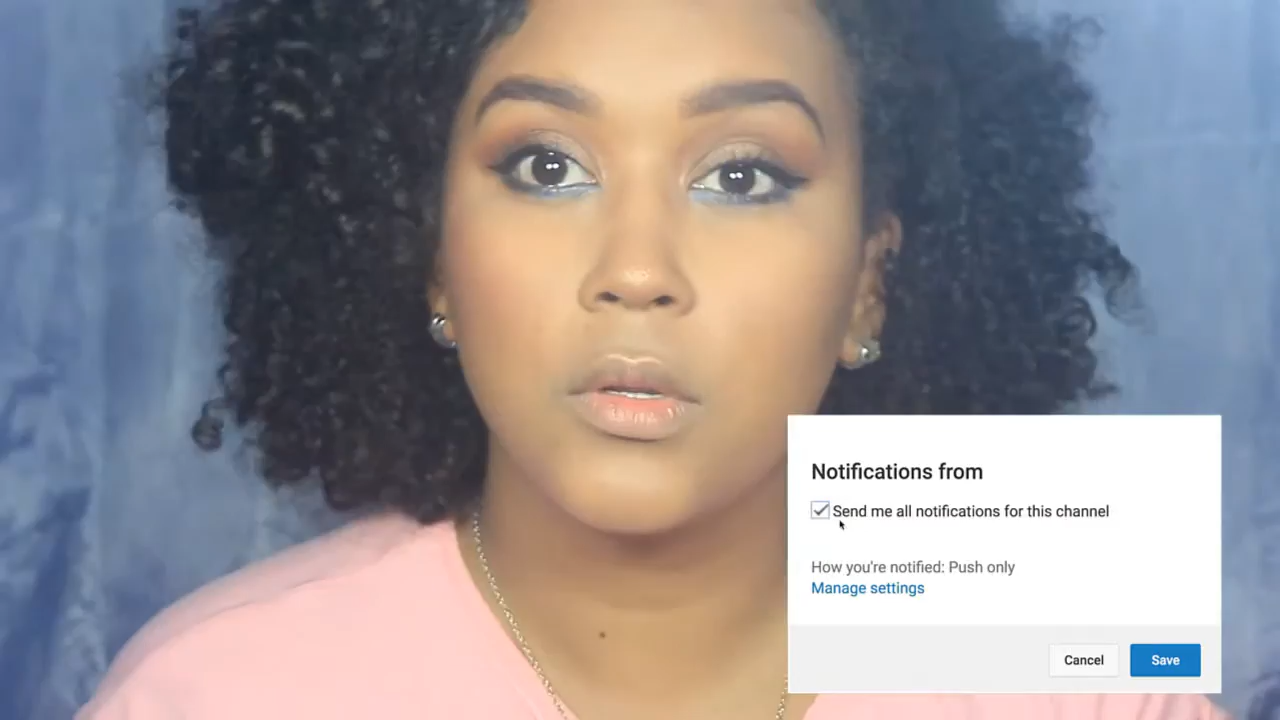 Notifications from
Send me all notifications for this channel
How you're notified: Push only
Manage settings
Cancel
Save